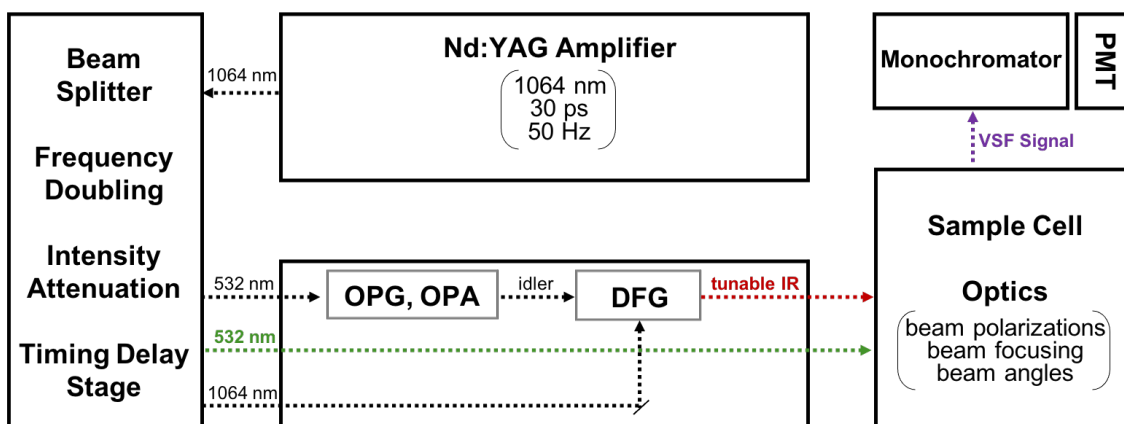 Beam
Splitter
Frequency
Doubling
Intensity
Attenuation
Timing Delay
Stage
1064 nm
Nd:YAG Amplifier
1064 nm
30 ps
50 Hz
532 nm
OPG, OPA
idler
DFG
tunable IR
532 nm
1064 nm
Monochromator
PMT
VSF Signal
Sample Cell
Optics
beam polarizations
beam focusing
beam angles